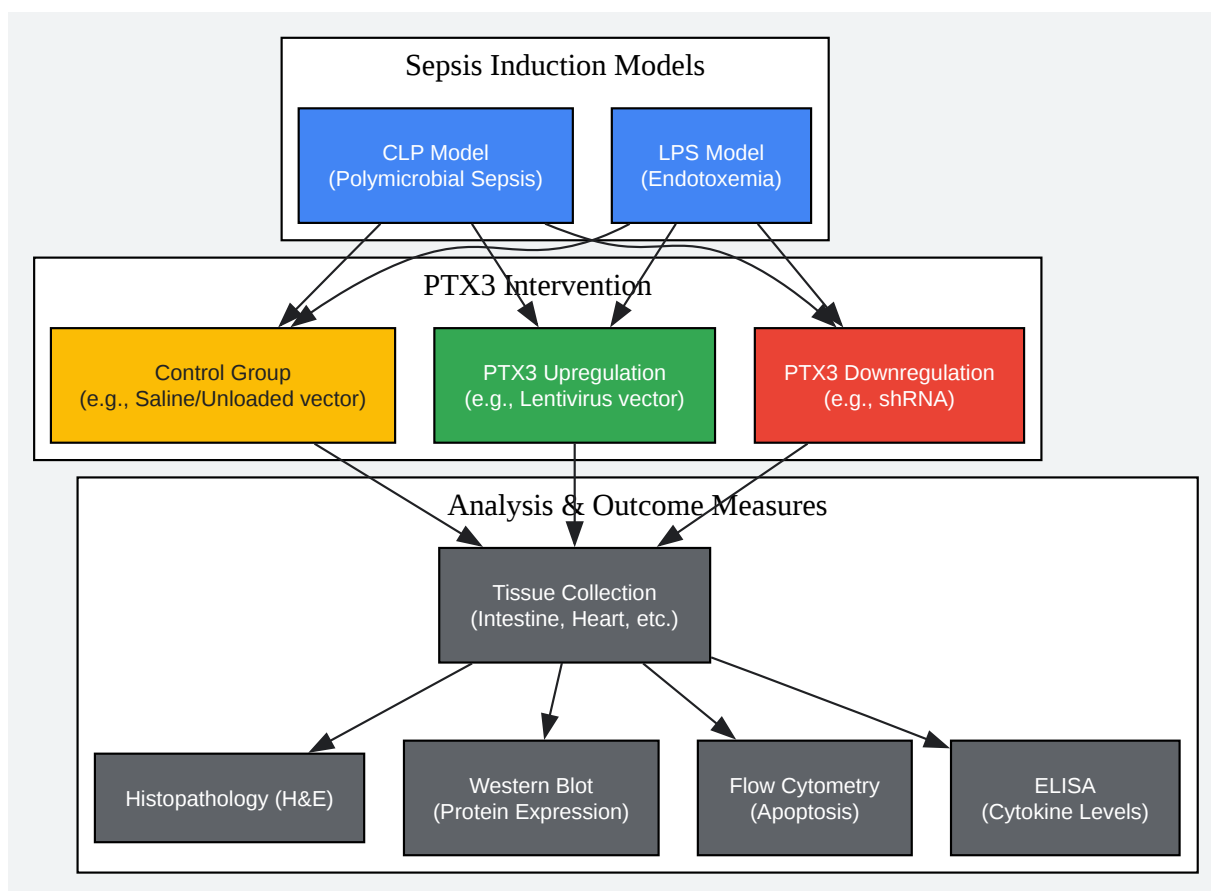 Sepsis Induction Models
CLP Model
(Polymicrobial Sepsis)
LPS Model
(Endotoxemia)
PTX3 Intervention
Control Group
(e.g., Saline/Unloaded vector)
PTX3 Upregulation
(e.g., Lentivirus vector)
PTX3 Downregulation
(e.g., shRNA)
Analysis & Outcome Measures
Tissue Collection
(Intestine, Heart, etc.)
Histopathology (H&E)
Western Blot
(Protein Expression)
Flow Cytometry
(Apoptosis)
ELISA
(Cytokine Levels)